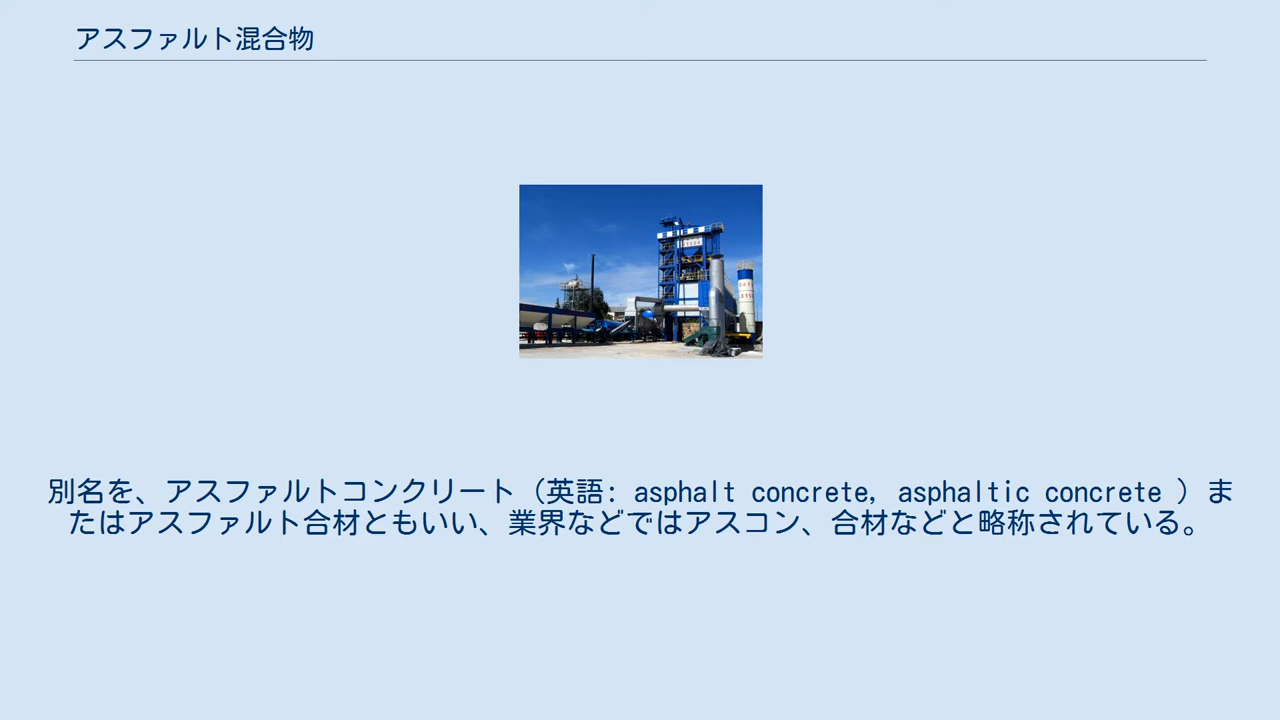 アスファルト混合物
別名を、アスファルトコンクリート（英語: asphalt concrete, asphaltic concrete ）ま
たはアスファルト合材ともいい、業界などではアスコン、合材などと略称されている。